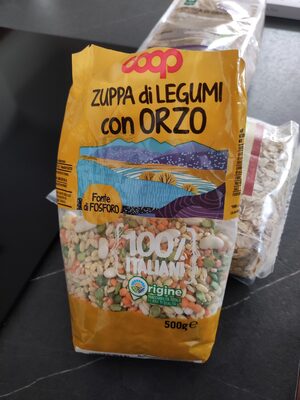 coop
ZUPPA di LEGUMI
con ORZO
Fonte
di FOSFORO
100%
ITALIANI
Origine
500g e